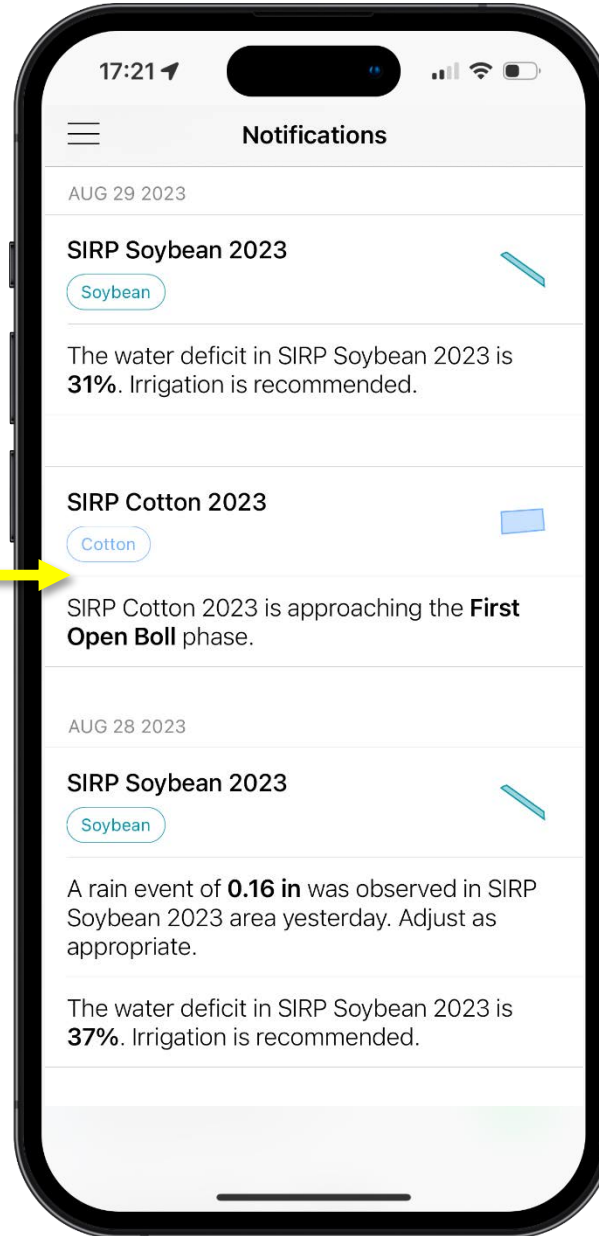 17:21
Notifications
AUG 29 2023
SIRP Soybean 2023
Soybean
The water deficit in SIRP Soybean 2023 is
31%. Irrigation is recommended.
SIRP Cotton 2023
Cotton
SIRP Cotton 2023 is approaching the First
Open Boll phase.
AUG 28 2023
SIRP Soybean 2023
Soybean
A rain event of 0.16 in was observed in SIRP
Soybean 2023 area yesterday. Adjust as
appropriate.
The water deficit in SIRP Soybean 2023 is
37%. Irrigation is recommended.